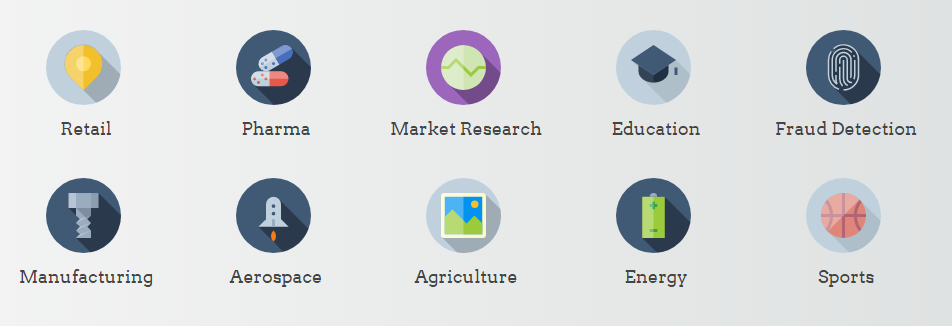 Retail
Pharma
Market Research
Education
Fraud Detection
Manufacturing
Aerospace
Agriculture
Energy
Sports